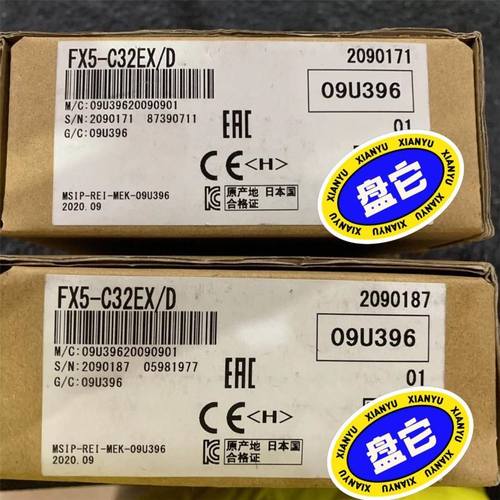 FX5-C32EX/D
2090171
M/C:09U39620090901
S/N:2090171 87390711
G/C:09U396
09U396
01
EAC
CE<H>
MSIP-REI-MEK-09U396
2020.09
原产地 日本国
合格证
XIANYU
XIANYU
盘它
XIANYU
XIANYU
FX5-C32EX/D
2090187
M/C:09U39620090901
S/N:2090187 05981977
G/C:09U396
09U396
01
EAC
CE<H>
MSIP-REI-MEK-09U396
2020.09
原产地 日本国
合格证
XIANYU
XIANYU
盘它
XIANYU
XIANYU